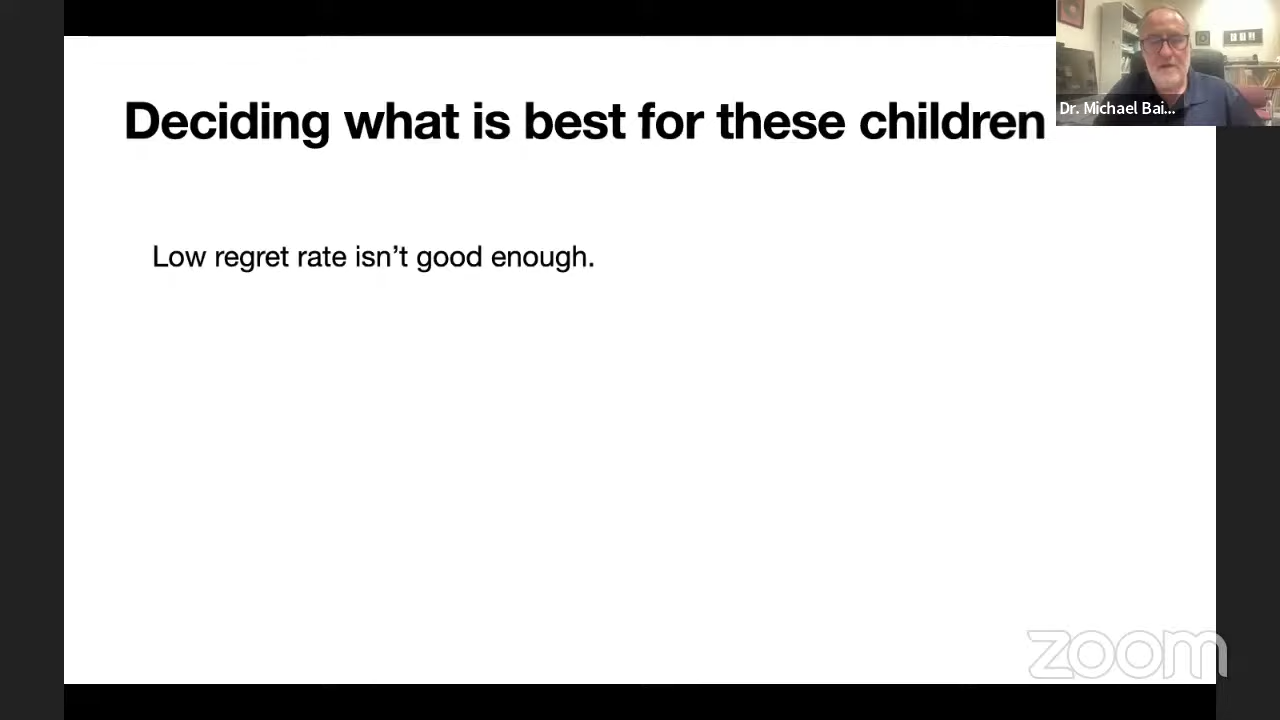 Deciding what is best for these children
Dr. Michael Bai...
Low regret rate isn't good enough.
zoom